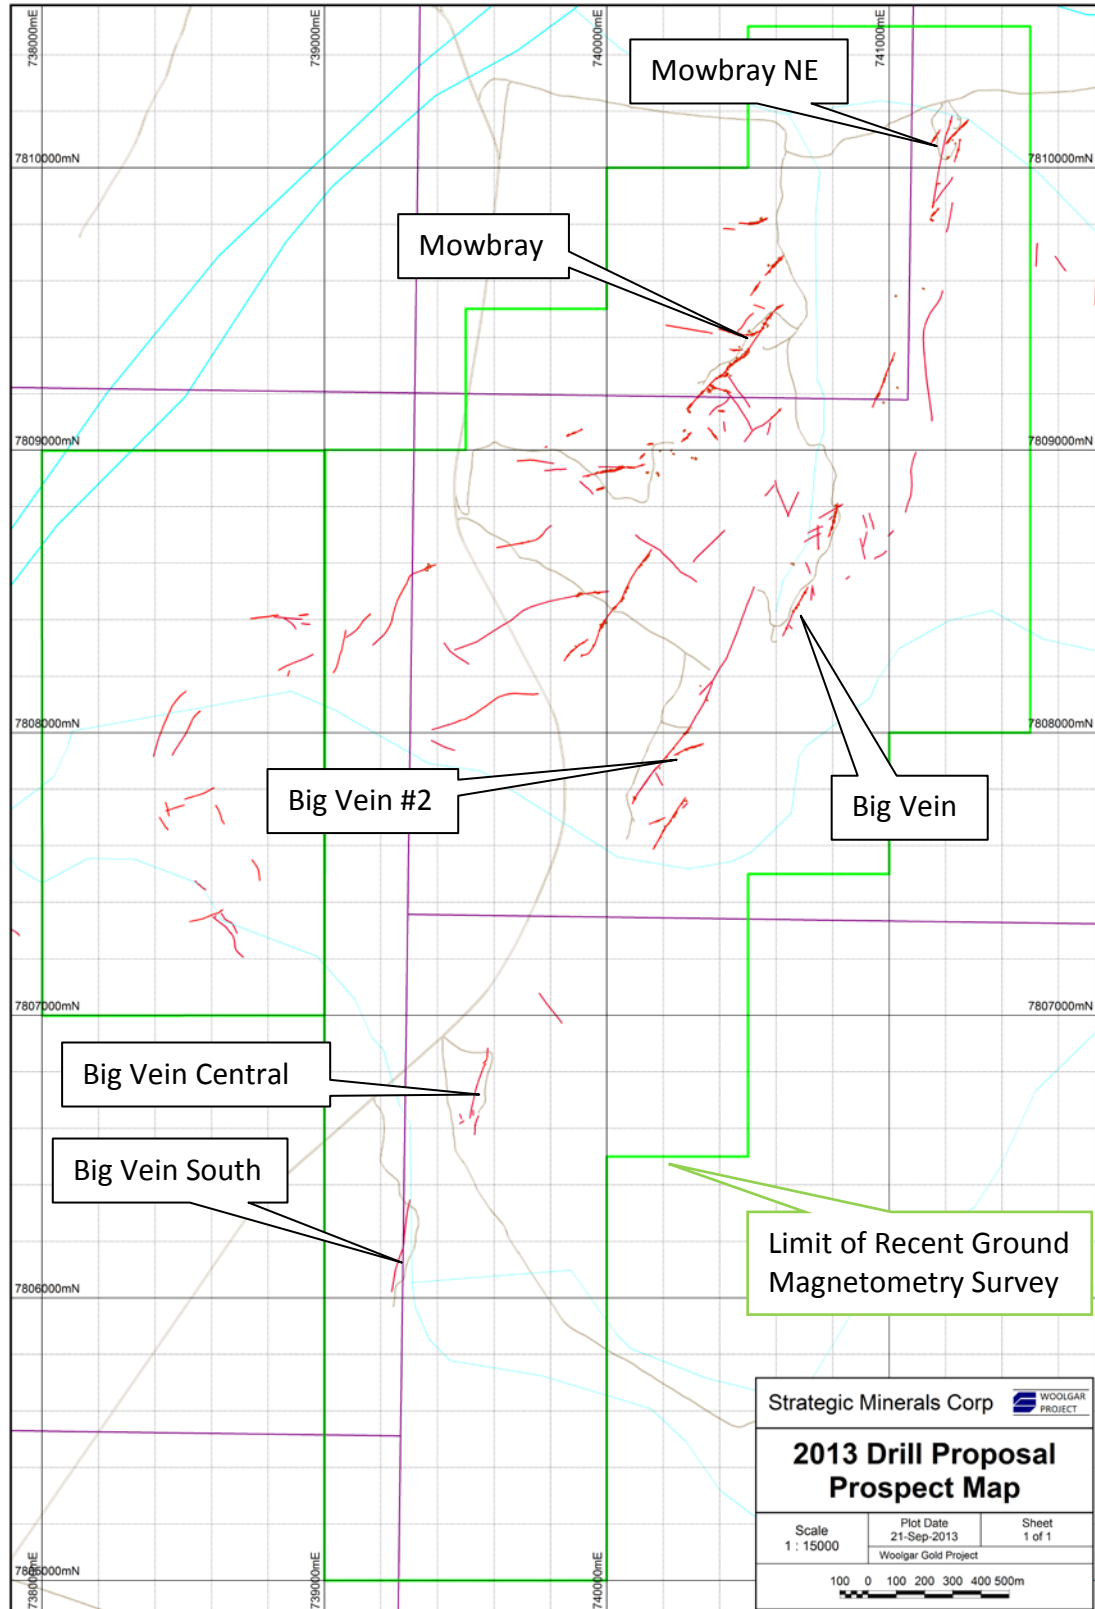 738000mE
739000mE
740000mE
741000mE
Mowbray NE
7810000mN
7810000mN
Mowbray
7809000mN
7809000mN
7808000mN
7808000mN
Big Vein #2
Big Vein
7807000mN
7807000mN
Big Vein Central
Big Vein South
Limit of Recent Ground
Magnetometry Survey
7806000mN
Strategic Minerals Corp
WOOLGAR
PROJECT
2013 Drill Proposal
Prospect Map
Scale
1 : 15000
Plot Date
21-Sep-2013
Sheet
1 of 1
Woolgar Gold Project
100 0 100 200 300 400 500m
7805000mN
738000mE
739000mE
740000mE